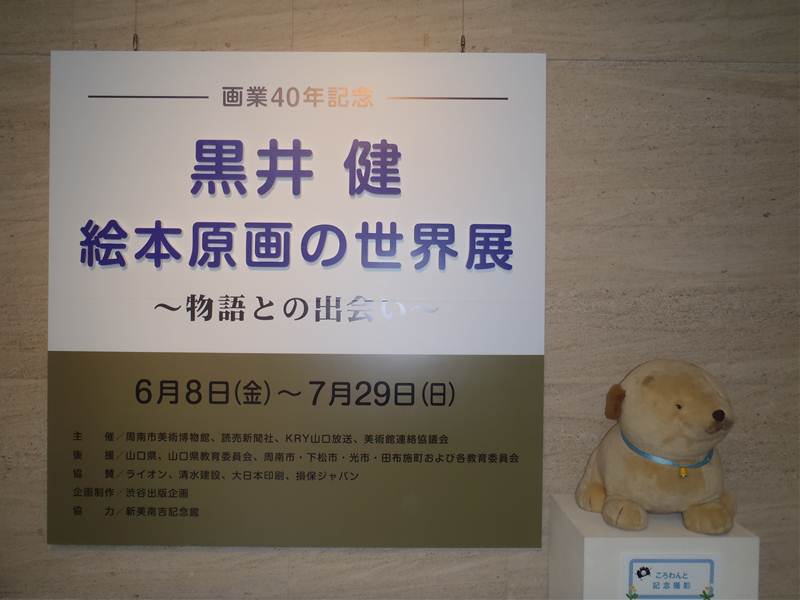 画業40年記念
黒井 健
絵本原画の世界展
～物語との出会い～
6月8日(金)～7月29日(日)
主　催／周南市美術博物館、読売新聞社、KRY山口放送、美術館連絡協議会
後　援／山口県、山口県教育委員会、周南市・下松市・光市・田布施町および各教育委員会
協　賛／ライオン、清水建設、大日本印刷、損保ジャパン
企画制作／渋谷出版企画
協　力／新美南吉記念館
ころわんと
記念撮影